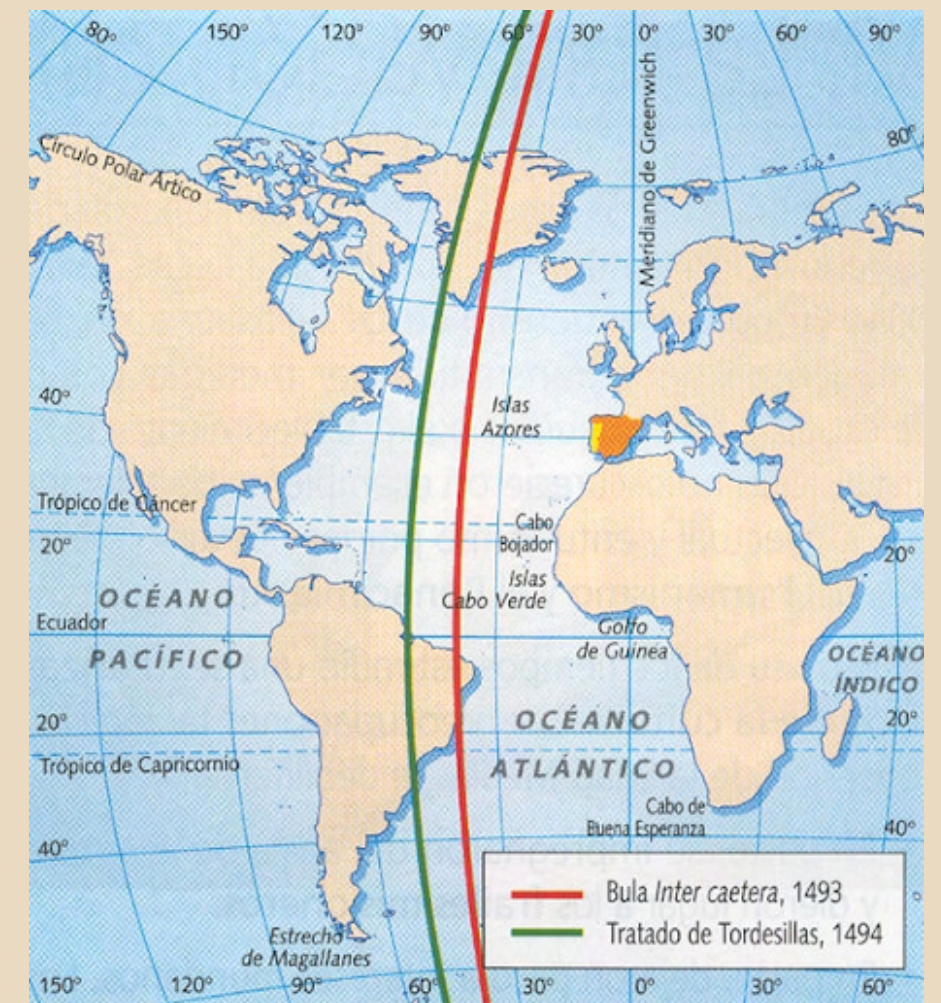 80°
150°
120°
90°
60°
30°
0°
30°
60°
90°
Meridiano de Greenwich
80°
Círculo Polar Ártico
40°
Islas
Azores
Trópico de Cáncer
Cabo
Bojador
20°
20°
Islas
Cabo Verde
OCÉANO
PACÍFICO
Ecuador
Golfo
de Guinea
OCÉANO
ÍNDICO
20°
OCÉANO
ATLÁNTICO
20°
Trópico de Capricornio
Cabo de
Buena Esperanza
40°
40°
Bula Inter caetera, 1493
Tratado de Tordesillas, 1494
Estrecho
de Magallanes
150°
120°
90°
60°
30°
0°
30°
60°